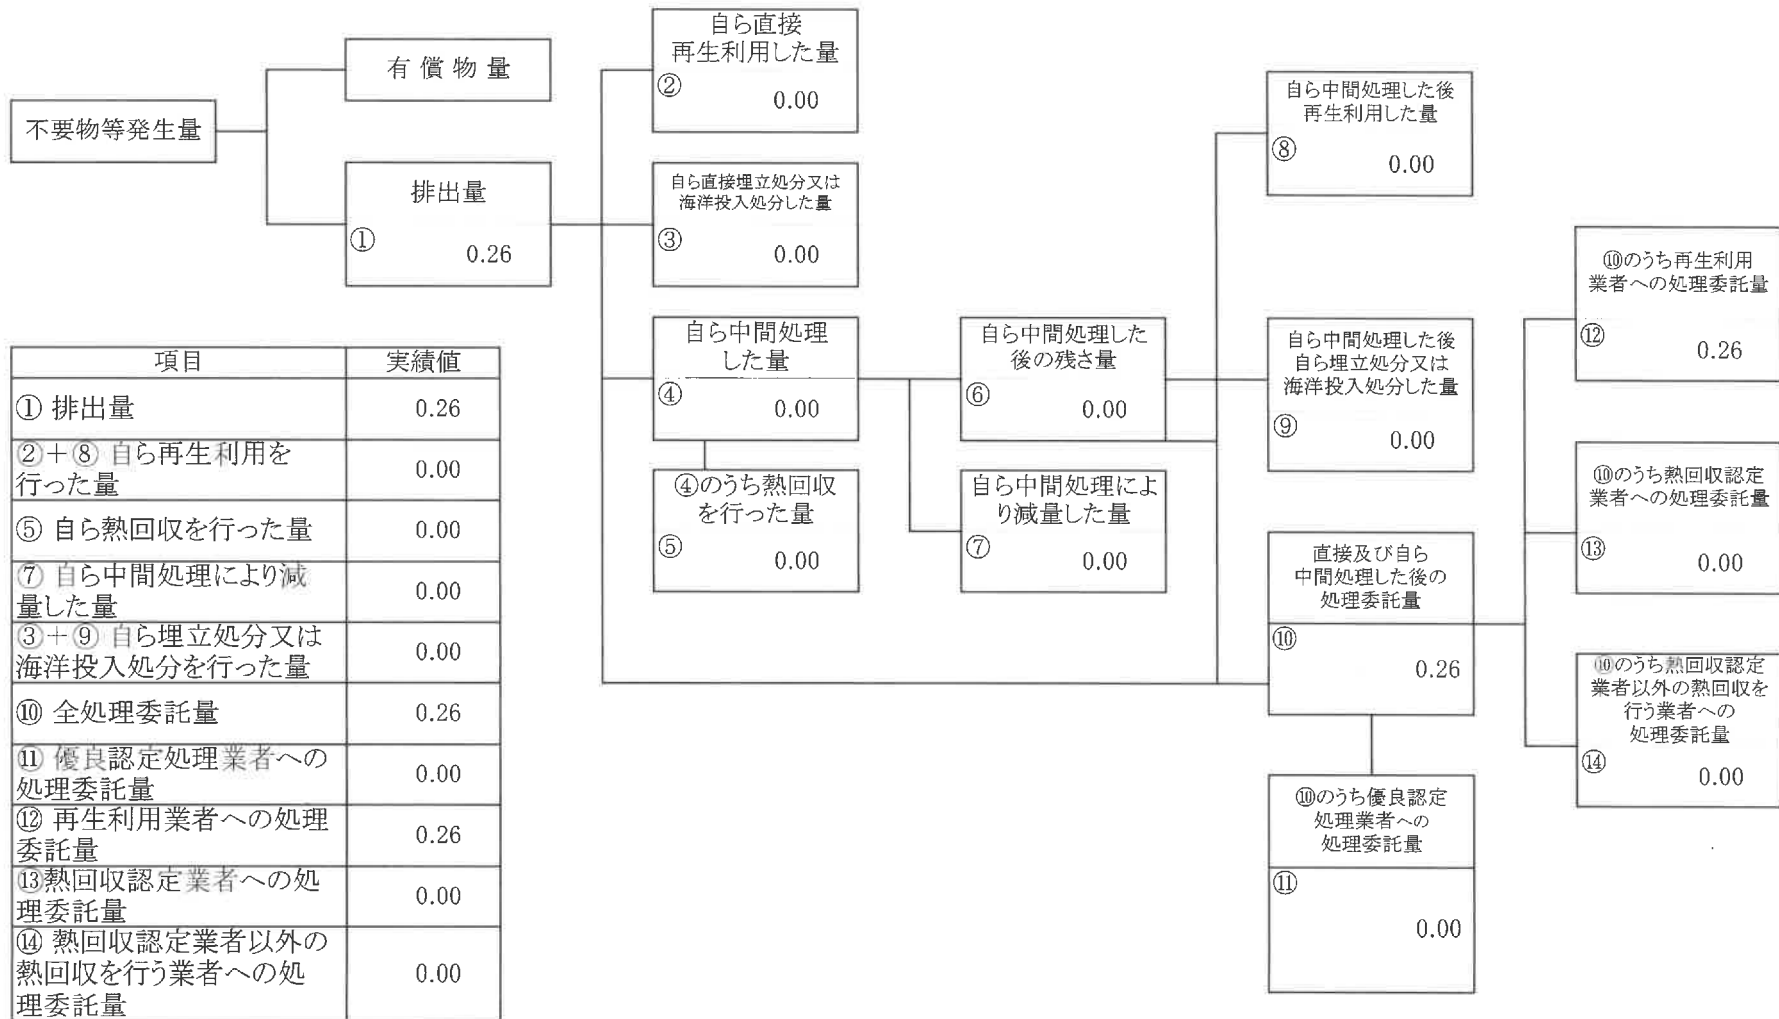 不要物等発生量
有償物量
排出量
①
0.26
自ら直接
再生利用した量
②
0.00
自ら直接埋立処分又は
海洋投入処分した量
③
0.00
自ら中間処理
した量
④
0.00
④のうち熱回収
を行った量
⑤
0.00
自ら中間処理した
後の残さ量
⑥
0.00
自ら中間処理によ
り減量した量
⑦
0.00
自ら中間処理した後
再生利用した量
⑧
0.00
自ら中間処理した後
自ら埋立処分又は
海洋投入処分した量
⑨
0.00
直接及び自ら
中間処理した後の
処理委託量
⑩
0.26
⑩のうち優良認定
処理業者への
処理委託量
⑪
0.00
⑩のうち再生利用
業者への処理委託量
⑫
0.26
⑩のうち熱回収認定
業者への処理委託量
⑬
0.00
⑩のうち熱回収認定
業者以外の熱回収を
行う業者への
処理委託量
⑭
0.00
項目 実績値
① 排出量 0.26
②+⑧ 自ら再生利用を
行った量 0.00
⑤ 自ら熱回収を行った量 0.00
⑦ 自ら中間処理により減
量した量 0.00
③+⑨ 自ら埋立処分又は
海洋投入処分を行った量 0.00
⑩ 全処理委託量 0.26
⑪ 優良認定処理業者への
処理委託量 0.00
⑫ 再生利用業者への処理
委託量 0.26
⑬熱回収認定業者への処
理委託量 0.00
⑭ 熱回収認定業者以外の
熱回収を行う業者への処
理委託量 0.00